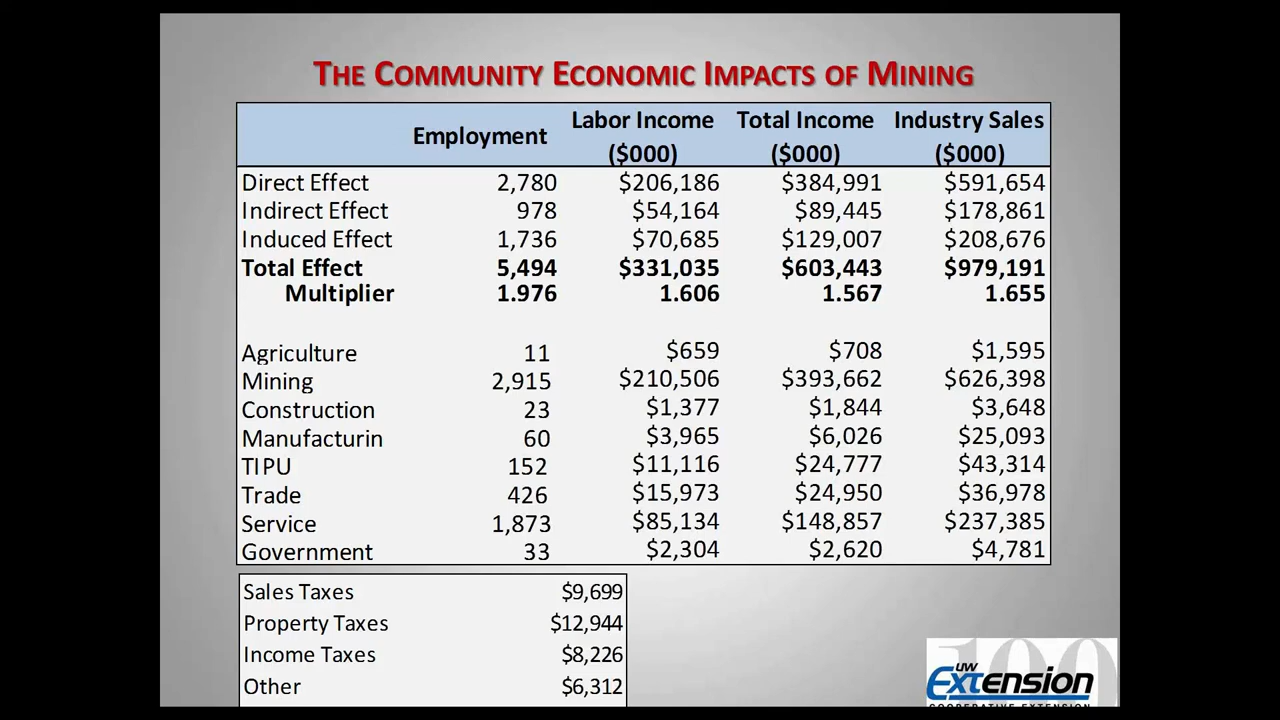 THE COMMUNITY ECONOMIC IMPACTS OF MINING
Employment Labor Income ($000) Total Income ($000) Industry Sales ($000)
Direct Effect 2,780 $206,186 $384,991 $591,654
Indirect Effect 978 $54,164 $89,445 $178,861
Induced Effect 1,736 $70,685 $129,007 $208,676
Total Effect 5,494 $331,035 $603,443 $979,191
Multiplier 1.976 1.606 1.567 1.655
Agriculture 11 $659 $708 $1,595
Mining 2,915 $210,506 $393,662 $626,398
Construction 23 $1,377 $1,844 $3,648
Manufacturin 60 $3,965 $6,026 $25,093
TIPU 152 $11,116 $24,777 $43,314
Trade 426 $15,973 $24,950 $36,978
Service 1,873 $85,134 $148,857 $237,385
Government 33 $2,304 $2,620 $4,781
Sales Taxes $9,699
Property Taxes $12,944
Income Taxes $8,226
Other $6,312
100
UW
Extension
COOPERATIVE EXTENSION